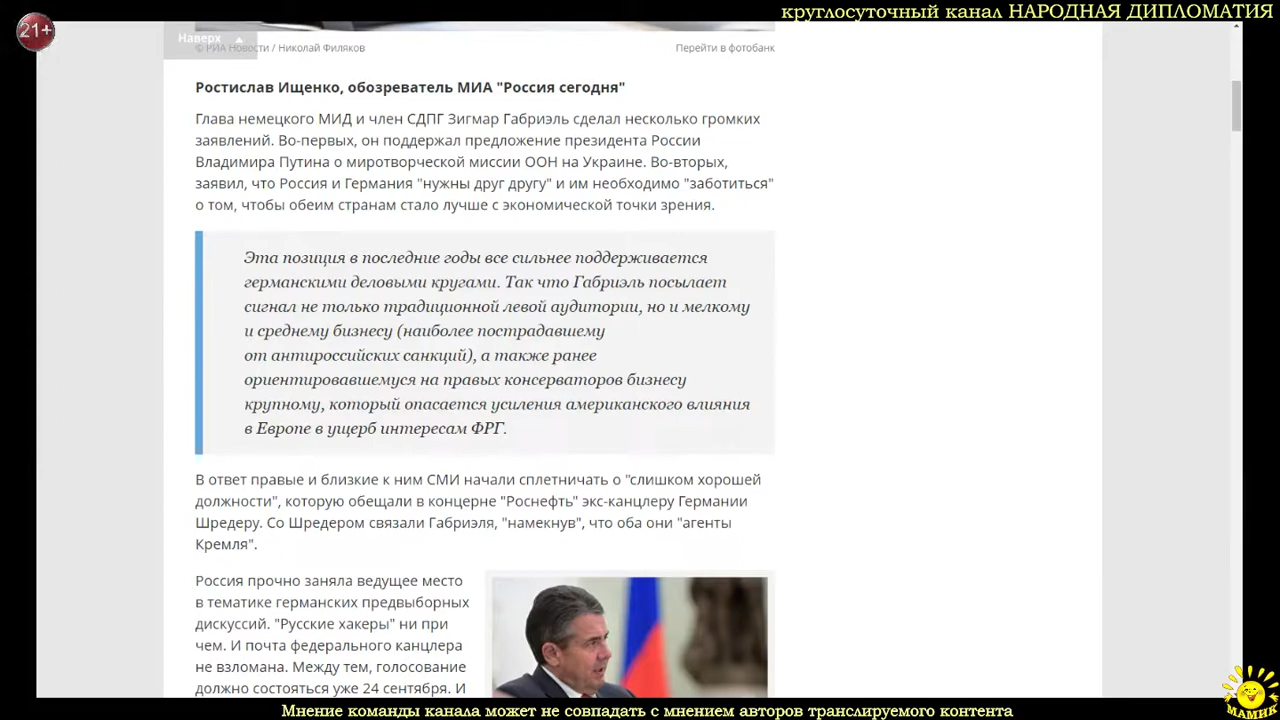 21+
круглосуточный канал НАРОДНАЯ ДИПЛОМАТИЯ
Наверх
© РИА Новости / Николай Филяков
Перейти в фотобанк
Ростислав Ищенко, обозреватель МИА "Россия сегодня"
Глава немецкого МИД и член СДПГ Зигмар Габриэль сделал несколько громких
заявлений. Во-первых, он поддержал предложение президента России
Владимира Путина о миротворческой миссии ООН на Украине. Во-вторых,
заявил, что Россия и Германия "нужны друг другу" и им необходимо "заботиться"
о том, чтобы обеим странам стало лучше с экономической точки зрения.
Эта позиция в последние годы все сильнее поддерживается
германскими деловыми кругами. Так что Габриэль посылает
сигнал не только традиционной левой аудитории, но и мелкому
и среднему бизнесу (наиболее пострадавшему
от антироссийских санкций), а также ранее
ориентировавшемуся на правых консерваторов бизнесу
крупному, который опасается усиления американского влияния
в Европе в ущерб интересам ФРГ.
В ответ правые и близкие к ним СМИ начали сплетничать о "слишком хорошей
должности", которую обещали в концерне "Роснефть" экс-канцлеру Германии
Шредеру. Со Шредером связали Габриэля, "намекнув", что оба они "агенты
Кремля".
Россия прочно заняла ведущее место
в тематике германских предвыборных
дискуссий. "Русские хакеры" ни при
чем. И почта федерального канцлера
не взломана. Между тем, голосование
должно состояться уже 24 сентября. И
МАМИК
Мнение команды канала может не совпадать с мнением авторов транслируемого контента